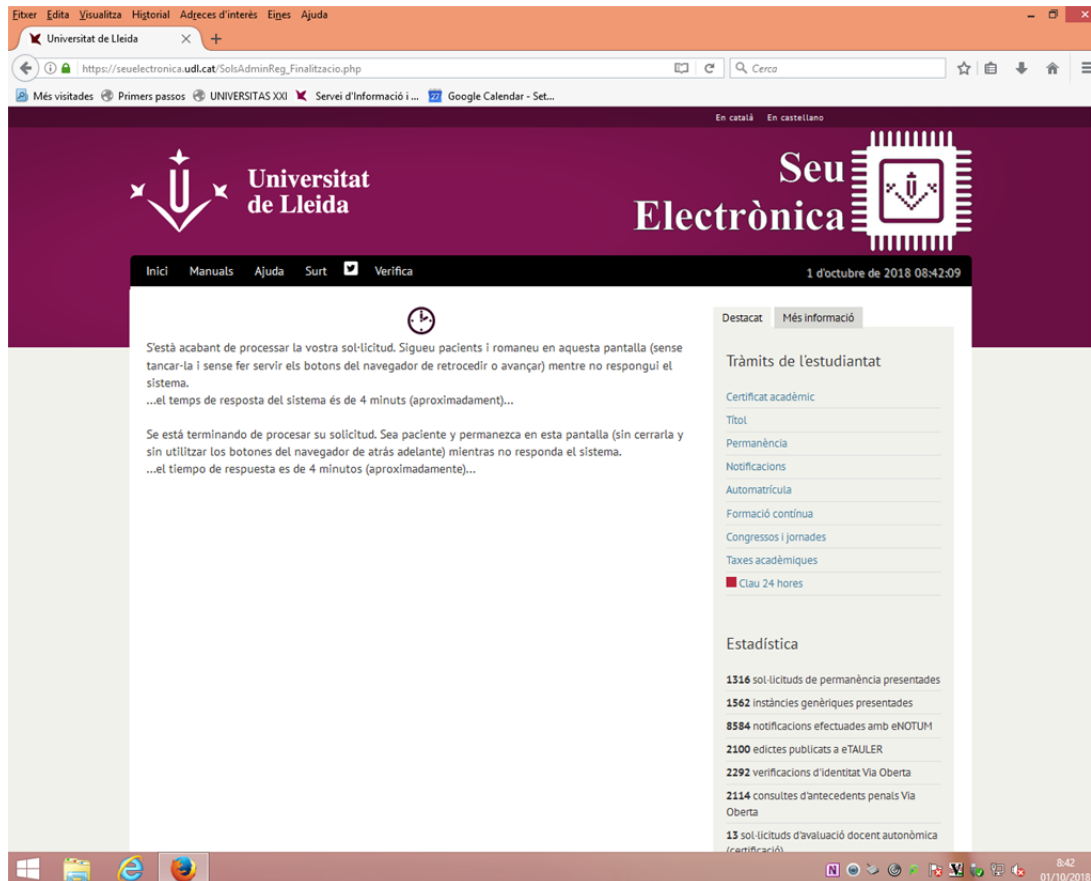 Fitxer Edita Visualitza Historial Adreces d'interès Eines Ajuda
Universitat de Lleida
https://seuelectronica.udl.cat/SolsAdminReg_Finalitzacio.php
Cerca
Més visitades Primers passos UNIVERSITAS XXI Servei d'Informació i ... 27 Google Calendar - Set...
En català En castellano
Universitat
de Lleida
Seu
Electrònica
Inici Manuals Ajuda Surt Verifica
1 d'octubre de 2018 08:42:09
S'està acabant de processar la vostra sol·licitud. Sigueu pacients i romaneu en aquesta pantalla (sense
tancar-la i sense fer servir els botons del navegador de retrocedir o avançar) mentre no respongui el
sistema.
...el temps de resposta del sistema és de 4 minuts (aproximadament)...
Se está terminando de procesar su solicitud. Sea paciente y permanezca en esta pantalla (sin cerrarla y
sin utilitzar los botones del navegador de atrás adelante) mientras no responda el sistema.
...el tiempo de respuesta es de 4 minutos (aproximadamente)...
Destacat Més informació
Tràmits de l'estudiantat
Certificat acadèmic
Títol
Permanència
Notificacions
Automatrícula
Formació contínua
Congressos i jornades
Taxes acadèmiques
Clau 24 hores
Estadística
1316 sol·licituds de permanència presentades
1562 instàncies genèriques presentades
8584 notificacions efectuades amb eNOTUM
2100 edictes publicats a eTAULER
2292 verificacions d'identitat Via Oberta
2114 consultes d'antecedents penals Via
Oberta
13 sol·licituds d'avaluació docent autonòmica
(certificació)
8:42
01/10/2018